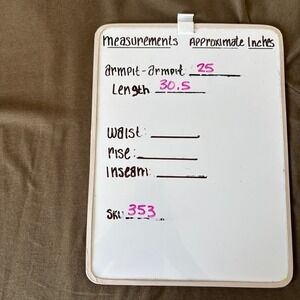 measurements Approximate Inches
armpit-armpit 25
Length 30.5
waist:
rise:
Inseam:
SKU 353